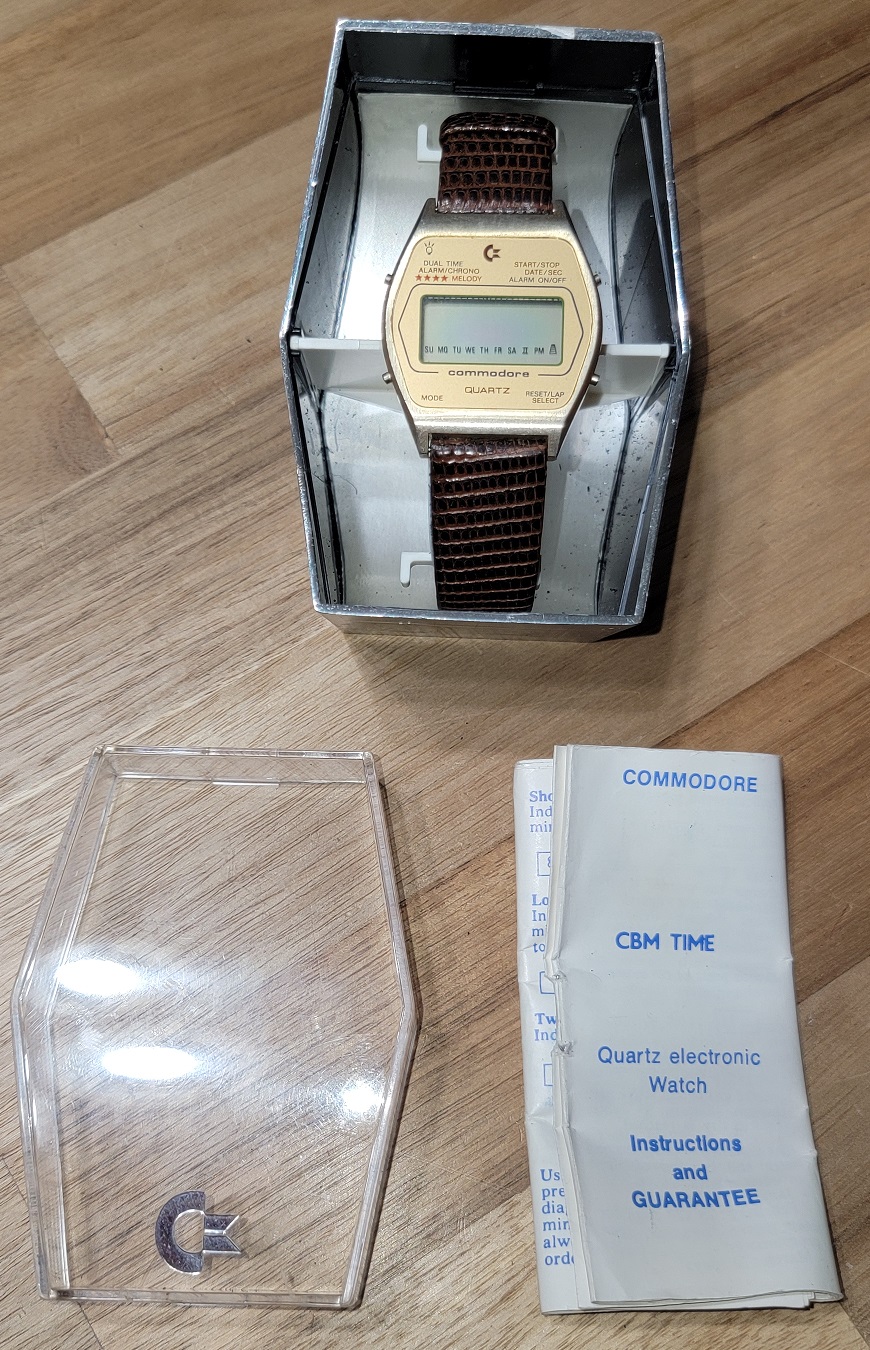 DUAL TIME
ALARM/CHRONO
★★★★ MELODY
START/STOP
DATE/SEC
ALARM ON/OFF
SU MO TU WE TH FR SA II PM
commodore
QUARTZ
MODE
RESET/LAP
SELECT
COMMODORE
CBM TIME
Quartz electronic
Watch
Instructions
and
GUARANTEE